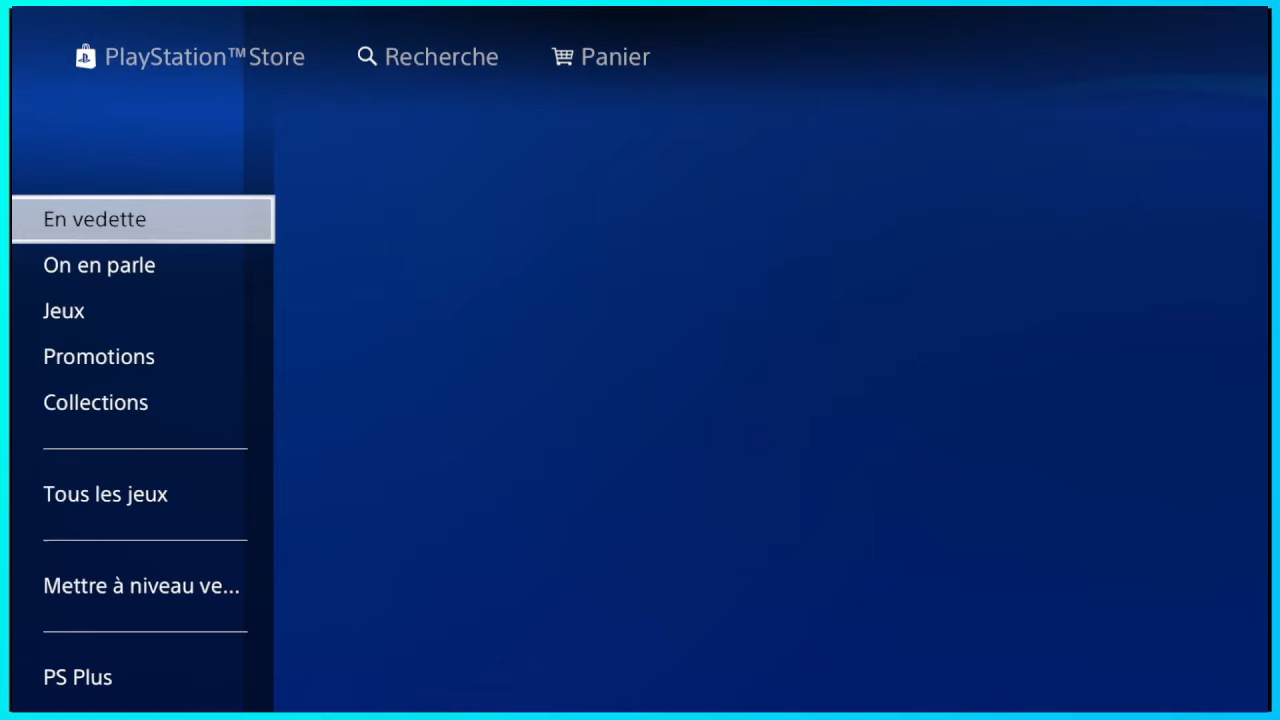 PlayStation™Store
Recherche
Panier
En vedette
On en parle
Jeux
Promotions
Collections
Tous les jeux
Mettre à niveau ve...
PS Plus